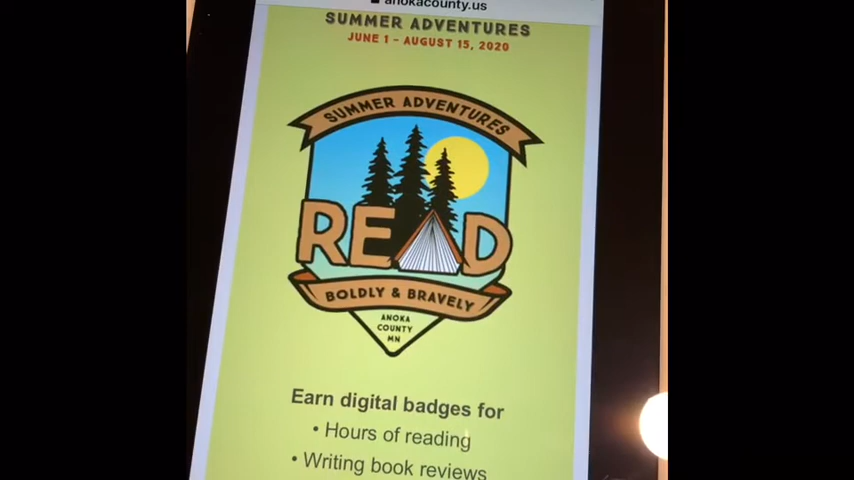 anokacounty.us
SUMMER ADVENTURES
JUNE 1 - AUGUST 15, 2020
SUMMER ADVENTURES
READ
BOLDLY & BRAVELY
ANOKA
COUNTY
MN
Earn digital badges for
• Hours of reading
• Writing book reviews